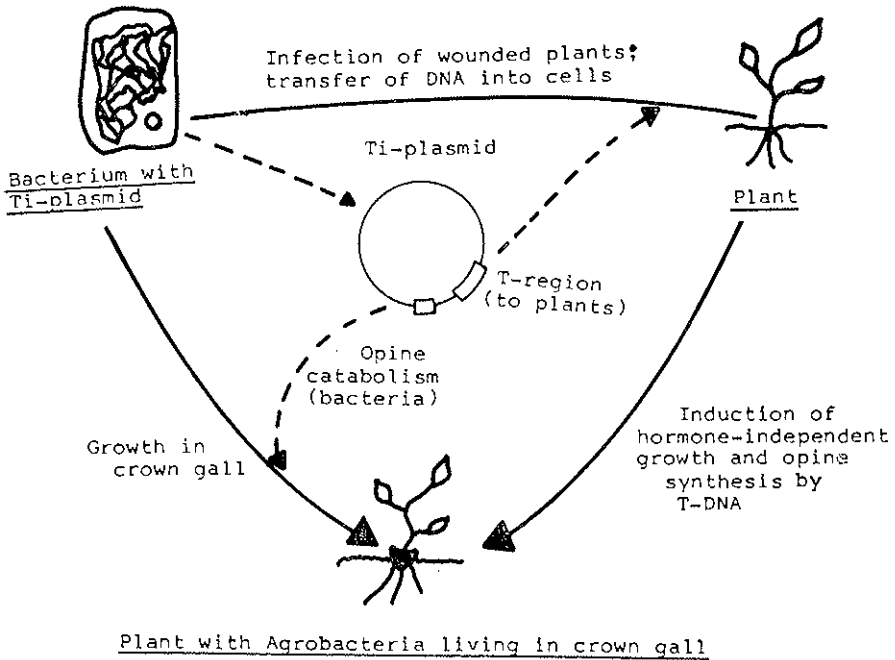 Infection of wounded plants;
transfer of DNA into cells
Ti-plasmid
Bacterium with
Ti-plasmid
Plant
T-region
(to plants)
Opine
catabolism
(bacteria)
Growth in
crown gall
Induction of
hormone-independent
growth and opine
synthesis by
T-DNA
Plant with Agrobacteria living in crown gall